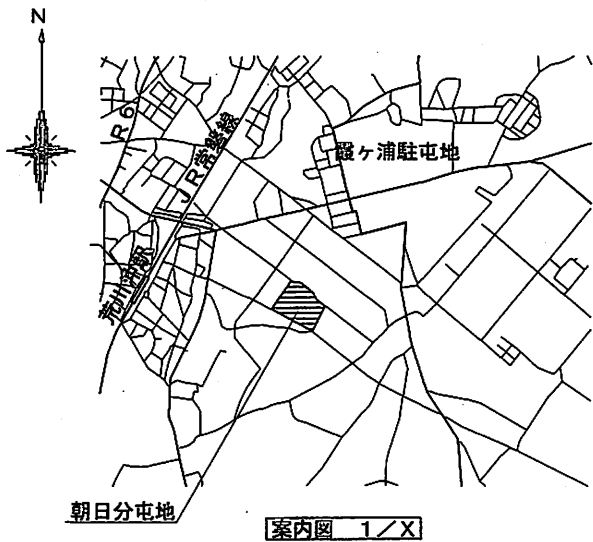 N
R6
JR常磐線
霞ヶ浦駐屯地
荒川沖駅
朝日分屯地
案内図 1/X